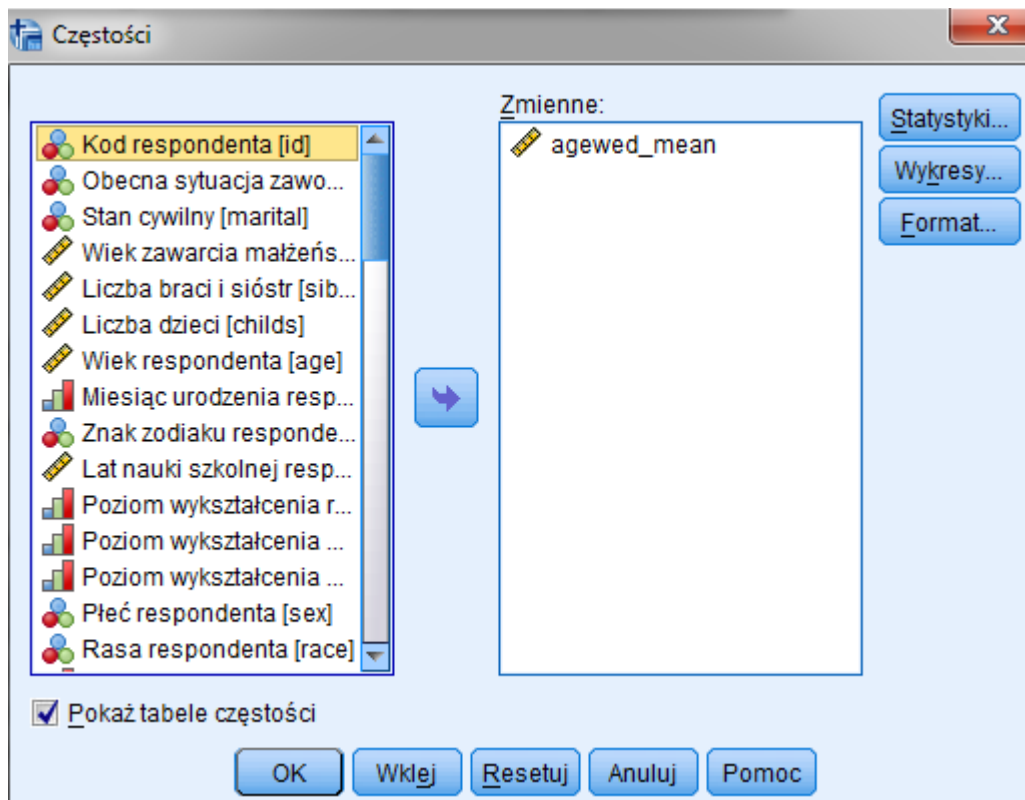 Częstości
Zmienne:
Kod respondenta [id]
Obecna sytuacja zawo...
Stan cywilny [marital]
Wiek zawarcia małżeńs...
Liczba braci i sióstr [sib...
Liczba dzieci [childs]
Wiek respondenta [age]
Miesiąc urodzenia resp...
Znak zodiaku responde...
Lat nauki szkolnej resp...
Poziom wykształcenia r...
Poziom wykształcenia ...
Poziom wykształcenia ...
Płeć respondenta [sex]
Rasa respondenta [race]
agewed_mean
Statystyki...
Wykresy...
Format...
Pokaż tabele częstości
OK
Wklej
Resetuj
Anuluj
Pomoc